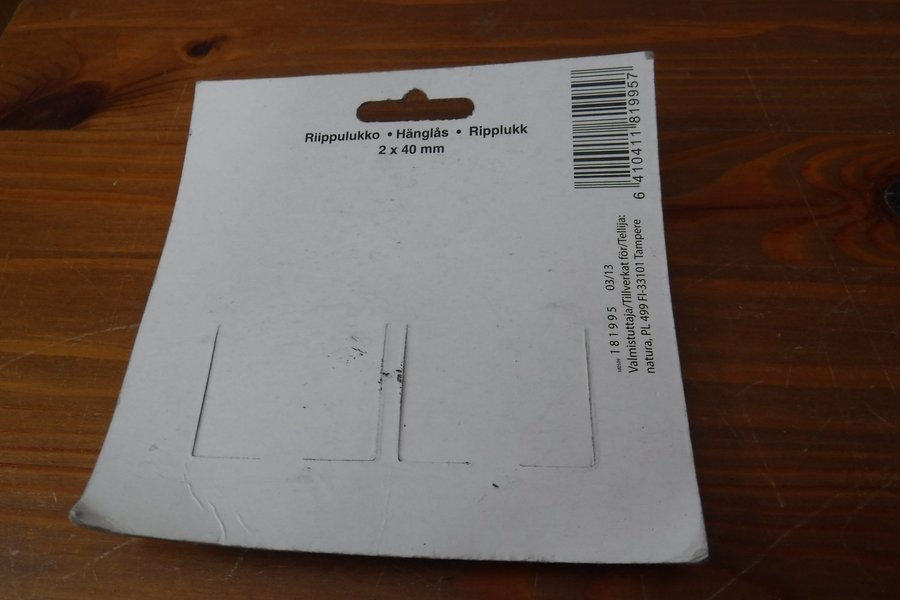 Riippulukko • Hänglås • Ripplukk
2 x 40 mm
6 410411 819957
181995 03/13
Valmistuttaja/Tillverkat för/Tellija:
natura, PL 499 FI-33101 Tampere